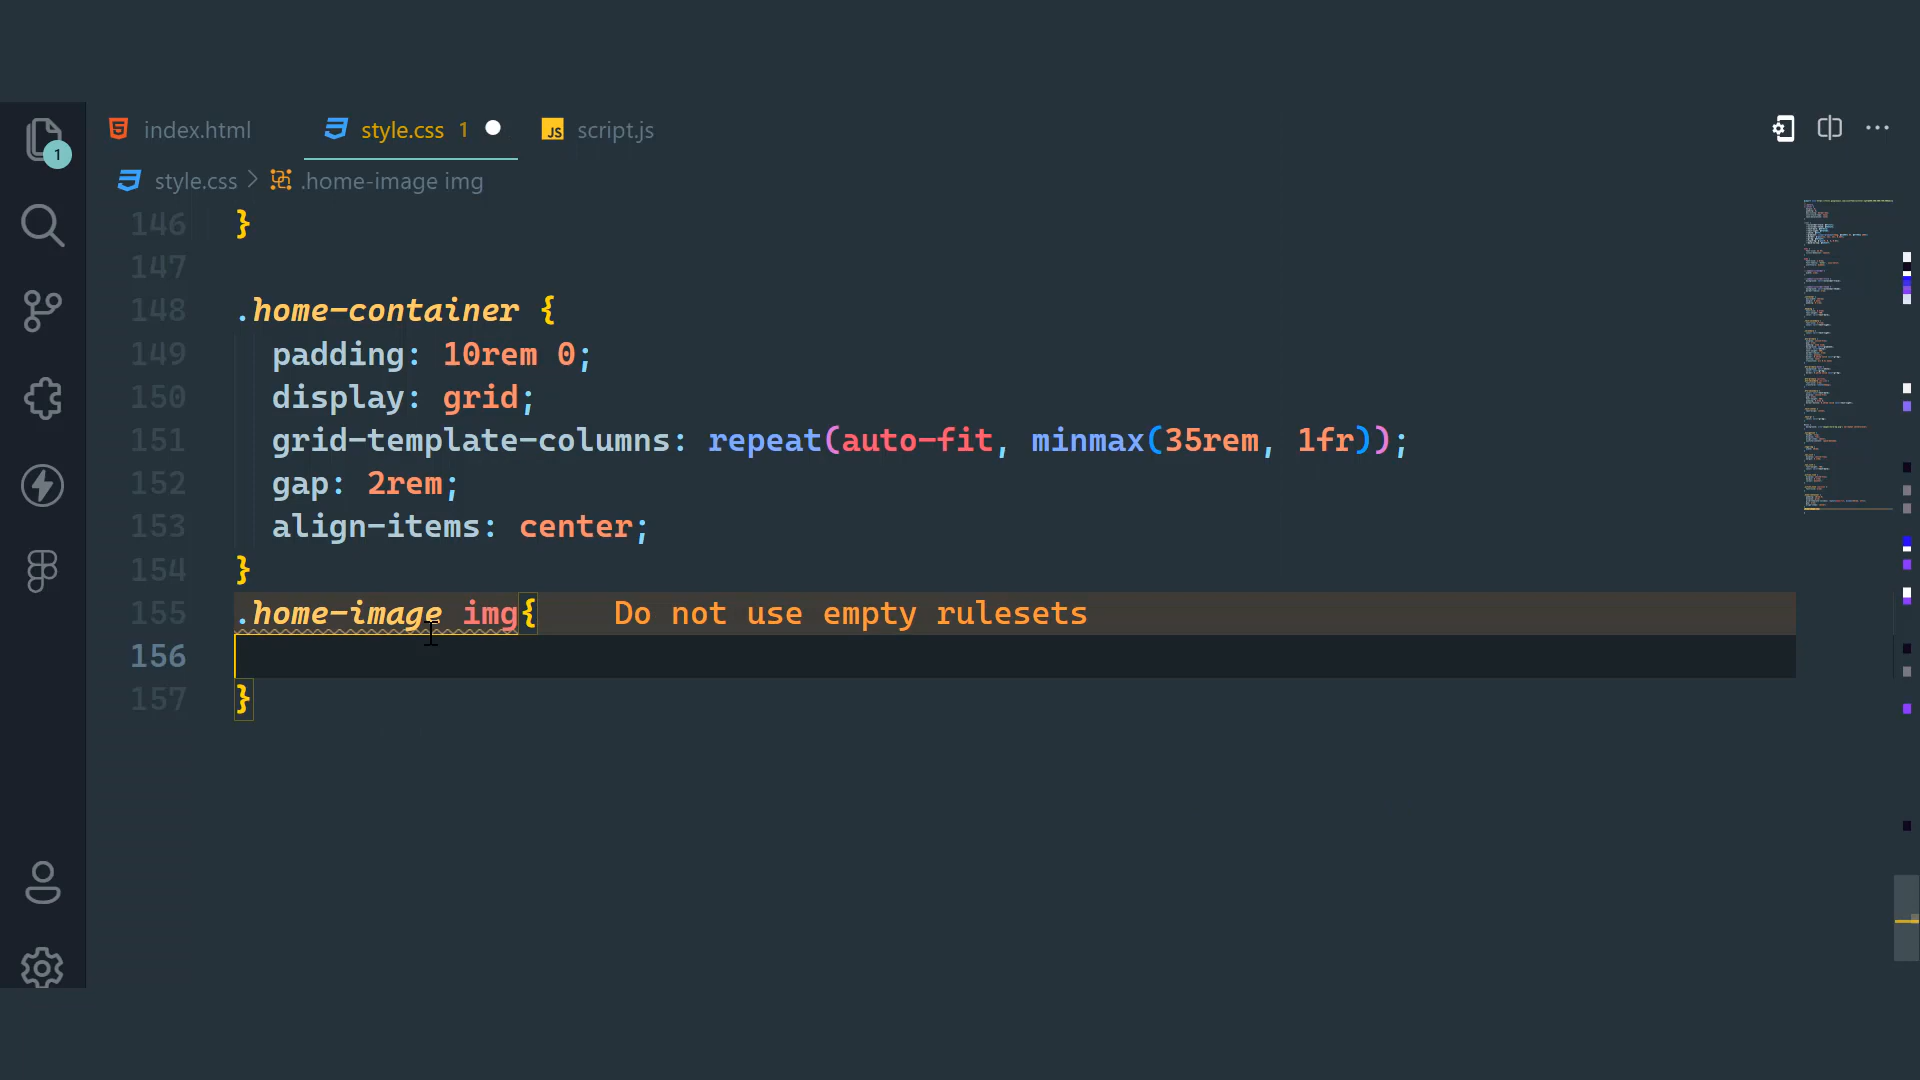 index.html
style.css 1
JS script.js
style.css > .home-image img
1
146 }
147
148 .home-container {
149 padding: 10rem 0;
150 display: grid;
151 grid-template-columns: repeat(auto-fit, minmax(35rem, 1fr));
152 gap: 2rem;
153 align-items: center;
154 }
155 .home-image img{ Do not use empty rulesets
156
157 }